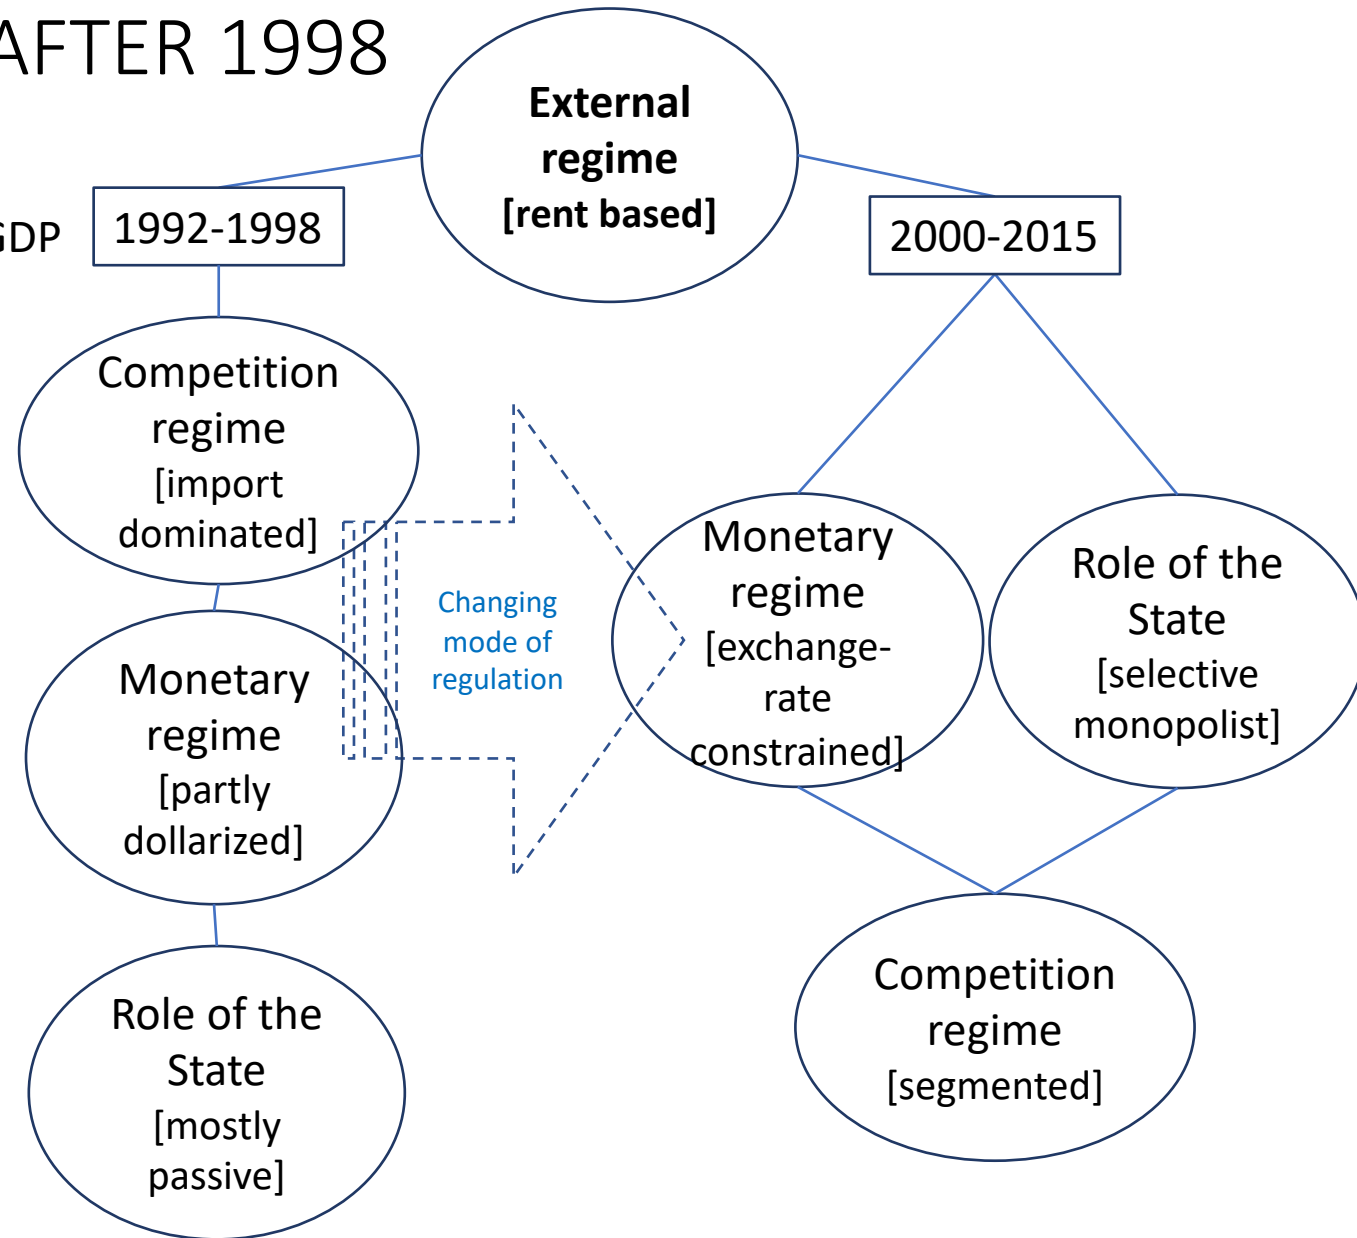 AFTER 1998
External
regime
[rent based]
GDP
1992-1998
2000-2015
Competition
regime
[import
dominated]
Changing
mode of
regulation
Monetary
regime
[partly
dollarized]
Role of the
State
[mostly
passive]
Monetary
regime
[exchange-
rate
constrained]
Role of the
State
[selective
monopolist]
Competition
regime
[segmented]